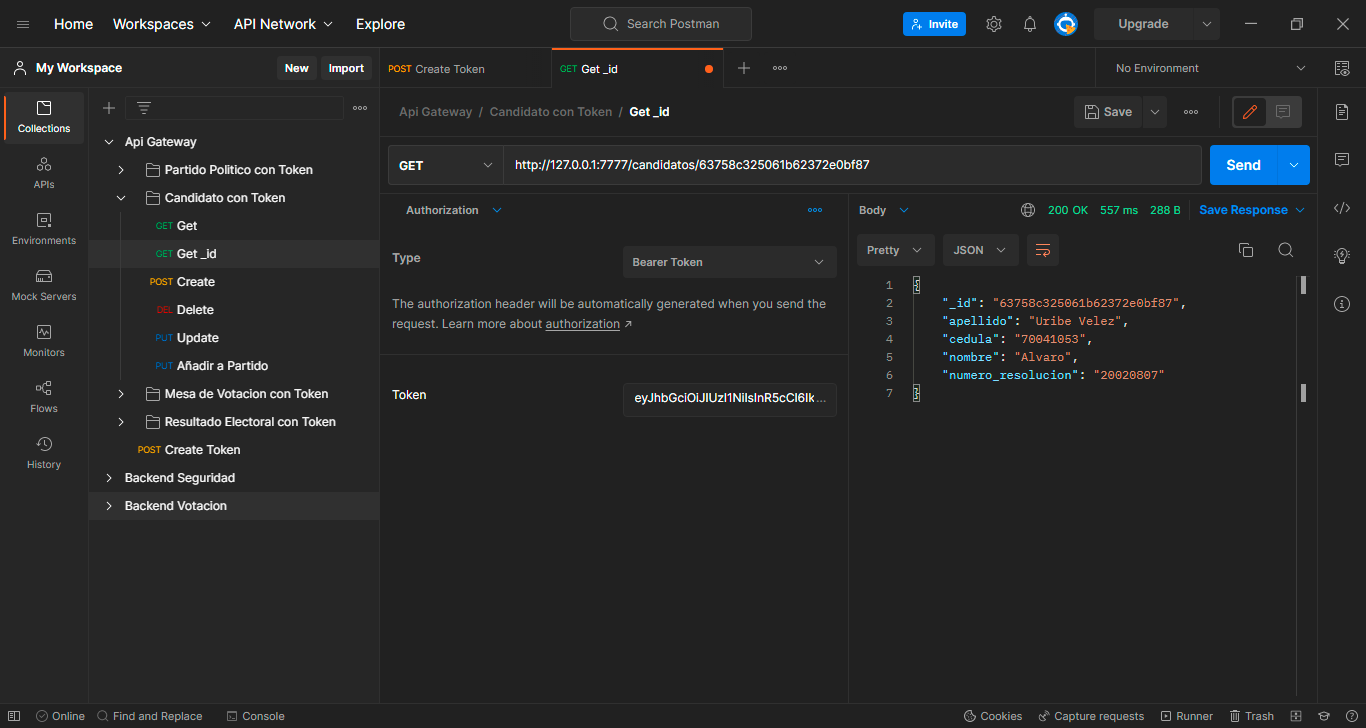 Home Workspaces API Network Explore Search Postman Invite Upgrade
My Workspace New Import
POST Create Token GET Get _id No Environment
Collections
APIs
Environments
Mock Servers
Monitors
Flows
History
Api Gateway
Partido Politico con Token
Candidato con Token
GET Get
GET Get _id
POST Create
DEL Delete
PUT Update
PUT Añadir a Partido
Mesa de Votacion con Token
Resultado Electoral con Token
POST Create Token
Backend Seguridad
Backend Votacion
Api Gateway / Candidato con Token / Get _id Save
GET http://127.0.0.1:7777/candidatos/63758c325061b62372e0bf87 Send
Authorization
Type Bearer Token
The authorization header will be automatically generated when you send the
request. Learn more about authorization ↗
Token eyJhbGciOiJIUzI1NiIsInR5cCI6Ik...
Body 200 OK 557 ms 288 B Save Response
Pretty JSON
1 {
2 "_id": "63758c325061b62372e0bf87",
3 "apellido": "Uribe Velez",
4 "cedula": "70041053",
5 "nombre": "Alvaro",
6 "numero_resolucion": "20020807"
7 }
Online Find and Replace Console Cookies Capture requests Runner Trash